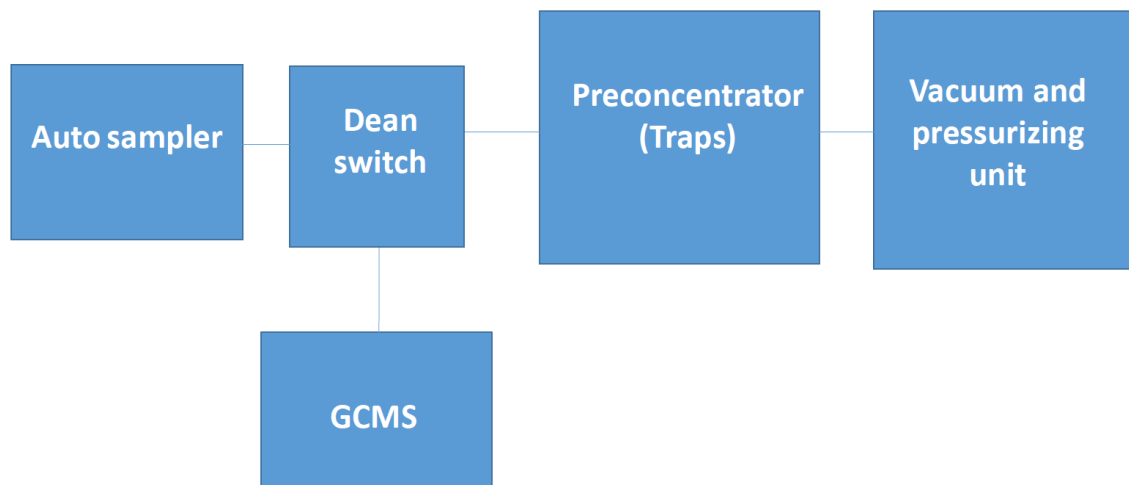 Auto sampler
Dean
switch
Preconcentrator
(Traps)
Vacuum and
pressurizing
unit
GCMS